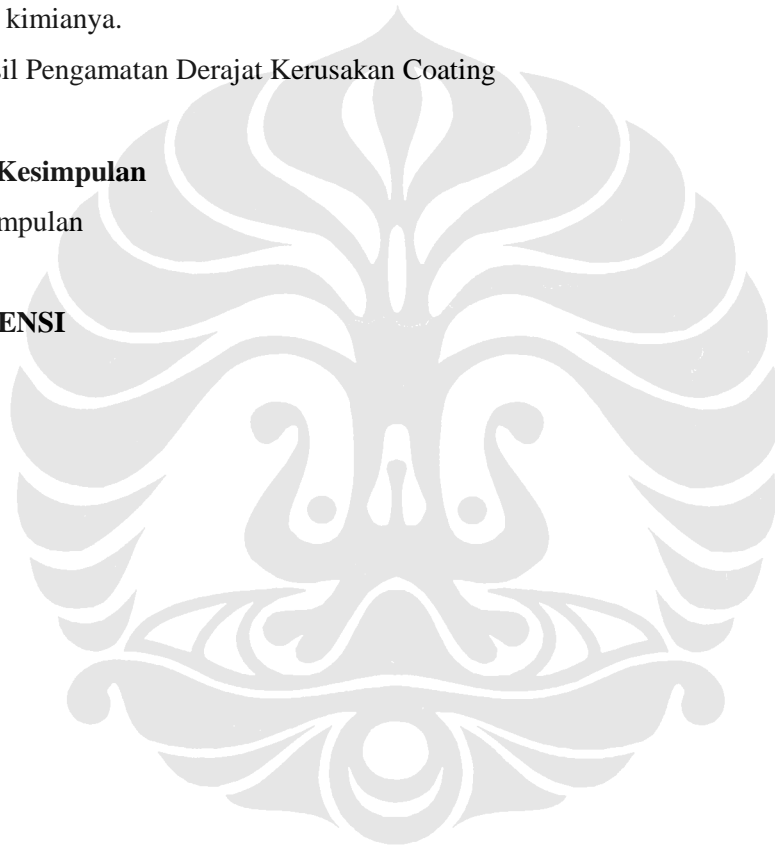 kimianya.
il Pengamatan Derajat Kerusakan Coating
Kesimpulan
mpulan
ENSI